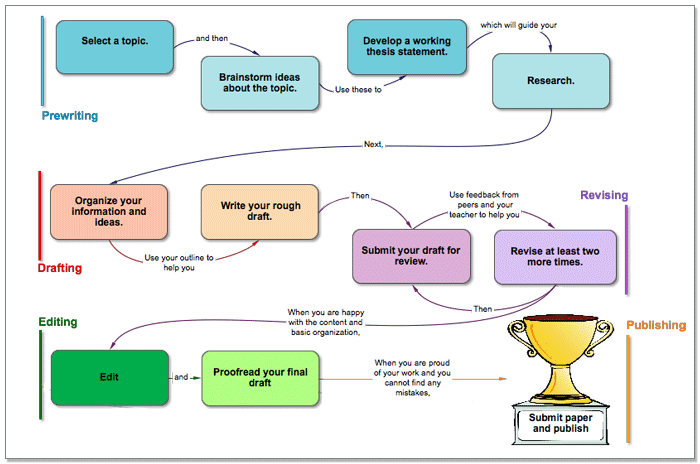 Select a topic.
and then
Brainstorm ideas
about the topic.
Use these to
Develop a working
thesis statement.
which will guide your
Research.
Prewriting
Next,
Organize your
information and
ideas.
Use your outline to
help you
Write your rough
draft.
Drafting
Then
Submit your draft for
review.
Use feedback from
peers and your
teacher to help you
Revise at least two
more times.
Then
Revising
When you are happy
with the content and
basic organization,
Editing
Edit
and
Proofread your final
draft
When you are proud
of your work and you
cannot find any
mistakes,
Publishing
Submit paper
and publish